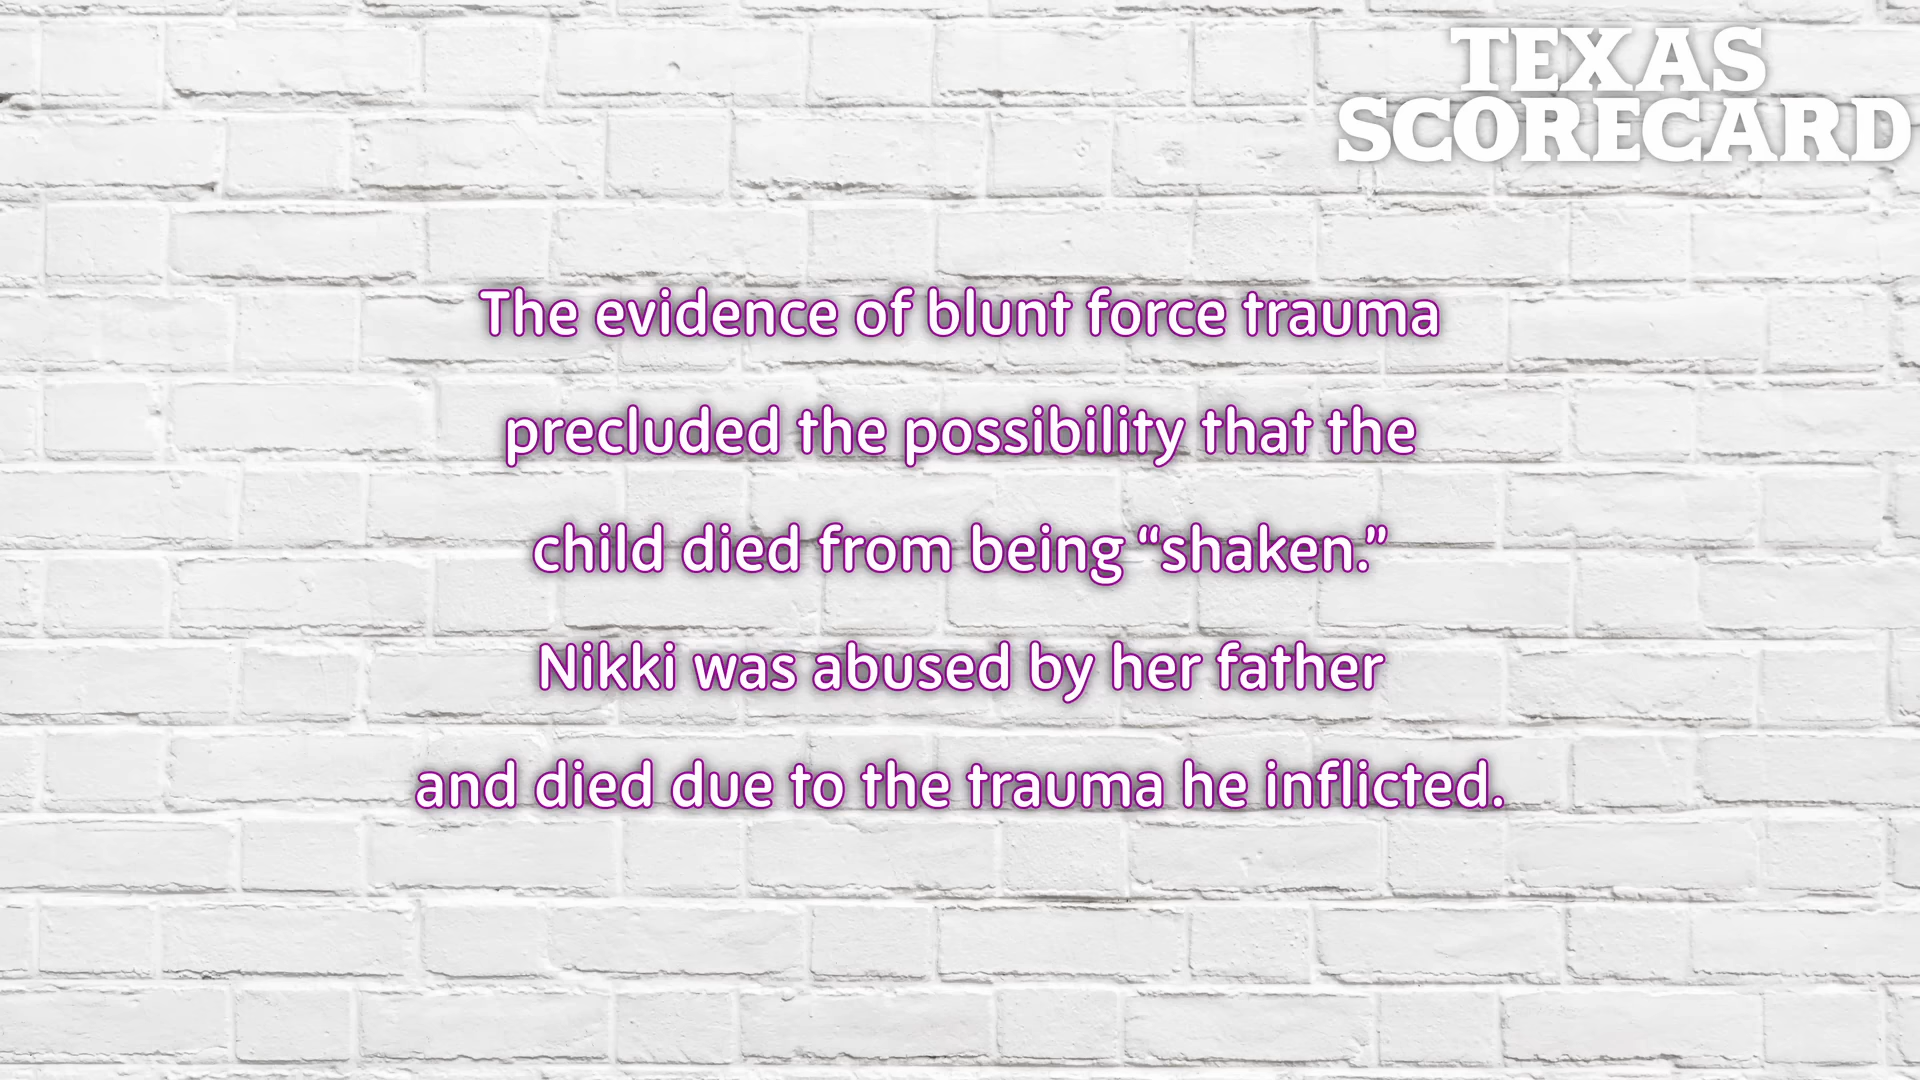 TEXAS
SCORECARD
The evidence of blunt force trauma
precluded the possibility that the
child died from being “shaken.”
Nikki was abused by her father
and died due to the trauma he inflicted.